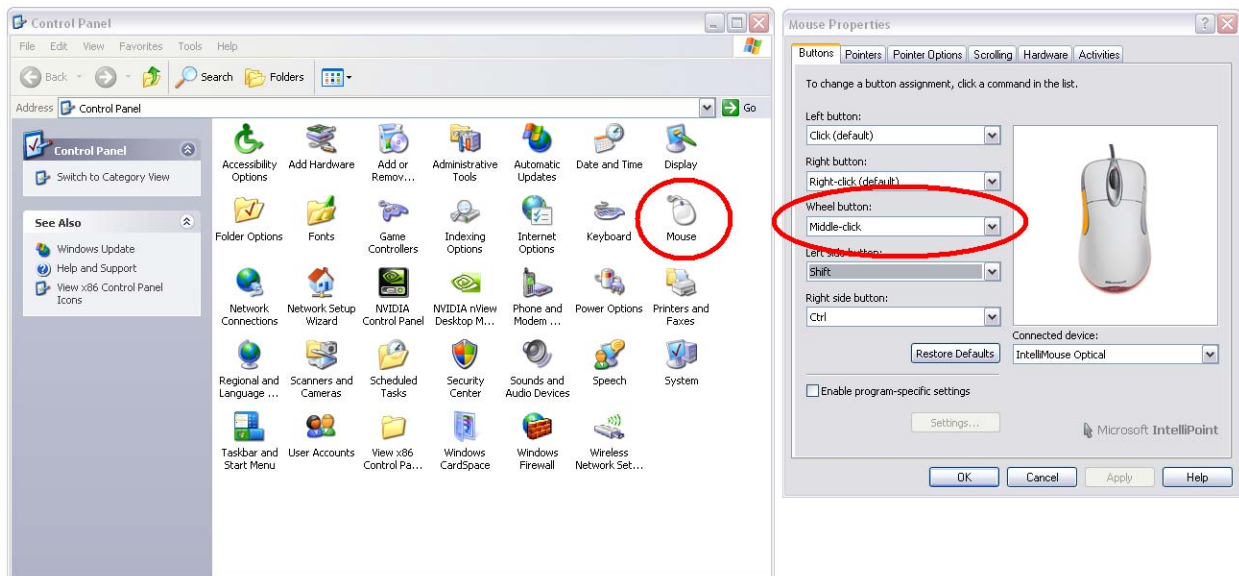 Control Panel
File Edit View Favorites Tools Help
Back Search Folders
Address Control Panel Go
Control Panel
Switch to Category View
See Also
Windows Update
Help and Support
View x86 Control Panel
Icons
Accessibility
Options
Add Hardware
Add or
Remov...
Administrative
Tools
Automatic
Updates
Date and Time
Display
Folder Options
Fonts
Game
Controllers
Indexing
Options
Internet
Options
Keyboard
Mouse
Network
Connections
Network Setup
Wizard
NVIDIA
Control Panel
NVIDIA nView
Desktop M...
Phone and
Modem ...
Power Options
Printers and
Faxes
Regional and
Language ...
Scanners and
Cameras
Scheduled
Tasks
Security
Center
Sounds and
Audio Devices
Speech
System
Taskbar and
Start Menu
User Accounts
View x86
Control Pa...
Windows
CardSpace
Windows
Firewall
Wireless
Network Set...
Mouse Properties
Buttons Pointers Pointer Options Scrolling Hardware Activities
To change a button assignment, click a command in the list.
Left button:
Click (default)
Right button:
Right-click (default)
Wheel button:
Middle-click
Left side button:
Shift
Right side button:
Ctrl
Restore Defaults
Connected device:
IntelliMouse Optical
Enable program-specific settings
Settings...
Microsoft IntelliPoint
OK Cancel Apply Help